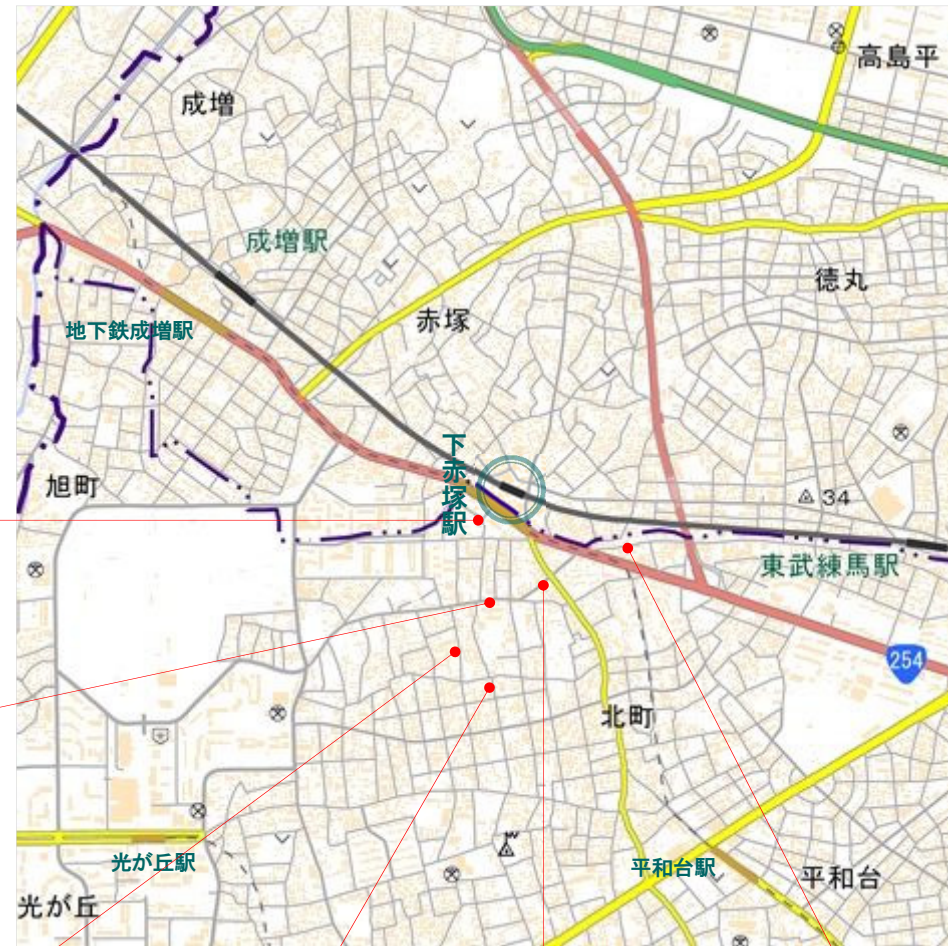 高島平
成増
成増駅
徳丸
赤塚
地下鉄成増駅
下赤塚駅
旭町
34
東武練馬駅
254
北町
光が丘駅
平和台駅
平和台
光が丘